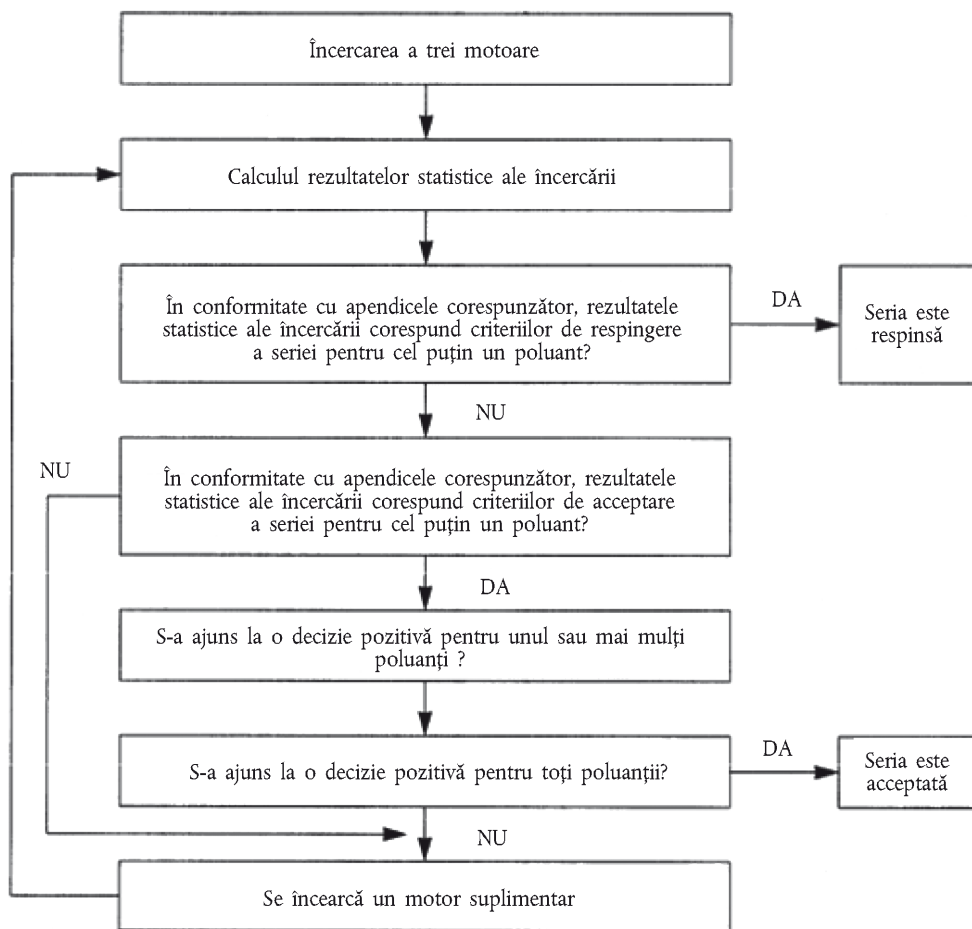 Încercarea a trei motoare
Calculul rezultatelor statistice ale încercării
În conformitate cu apendicele corespunzător, rezultatele
statistice ale încercării corespund criteriilor de respingere
a seriei pentru cel puțin un poluant?
DA
Seria este
respinsă
NU
NU
În conformitate cu apendicele corespunzător, rezultatele
statistice ale încercării corespund criteriilor de acceptare
a seriei pentru cel puțin un poluant?
DA
S-a ajuns la o decizie pozitivă pentru unul sau mai mulți
poluanți ?
S-a ajuns la o decizie pozitivă pentru toți poluanții?
DA
Seria este
acceptată
NU
Se încearcă un motor suplimentar